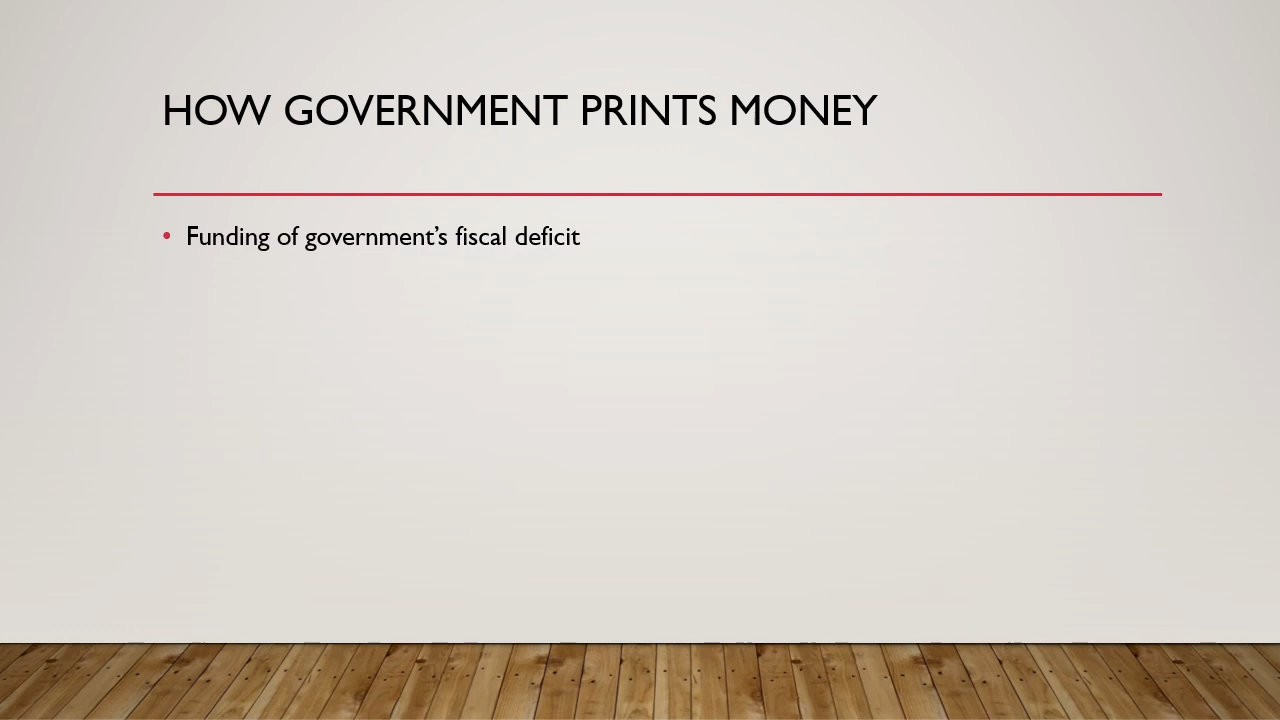 HOW GOVERNMENT PRINTS MONEY
• Funding of government’s fiscal deficit